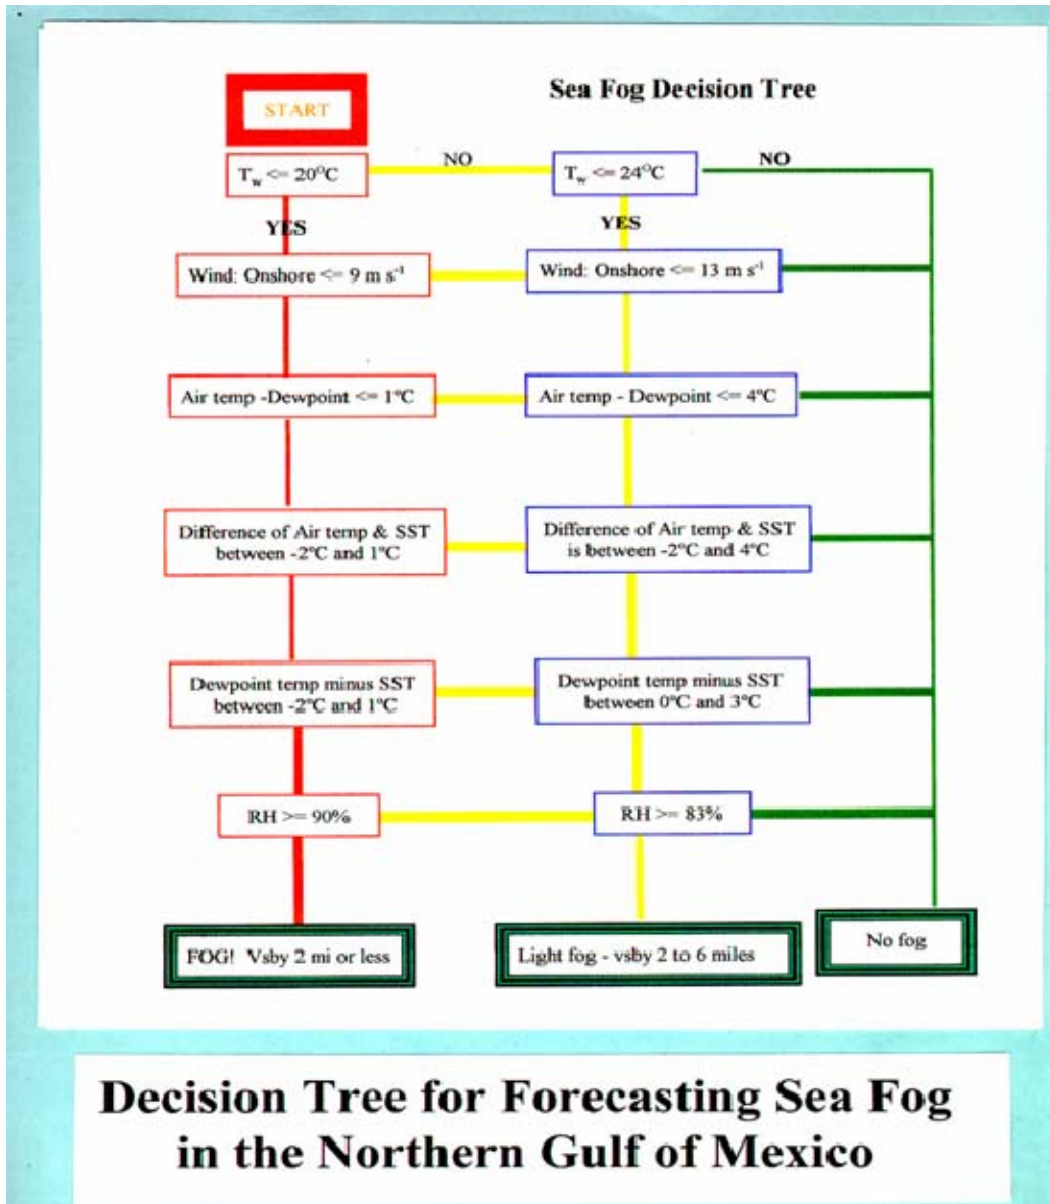 Sea Fog Decision Tree
START
T_w <= 20°C
NO
T_w <= 24°C
NO
YES
YES
Wind: Onshore <= 9 m s⁻¹
Wind: Onshore <= 13 m s⁻¹
Air temp -Dewpoint <= 1°C
Air temp - Dewpoint <= 4°C
Difference of Air temp & SST
between -2°C and 1°C
Difference of Air temp & SST
is between -2°C and 4°C
Dewpoint temp minus SST
between -2°C and 1°C
Dewpoint temp minus SST
between 0°C and 3°C
RH >= 90%
RH >= 83%
FOG! Vsby 2 mi or less
Light fog - vsby 2 to 6 miles
No fog
Decision Tree for Forecasting Sea Fog
in the Northern Gulf of Mexico